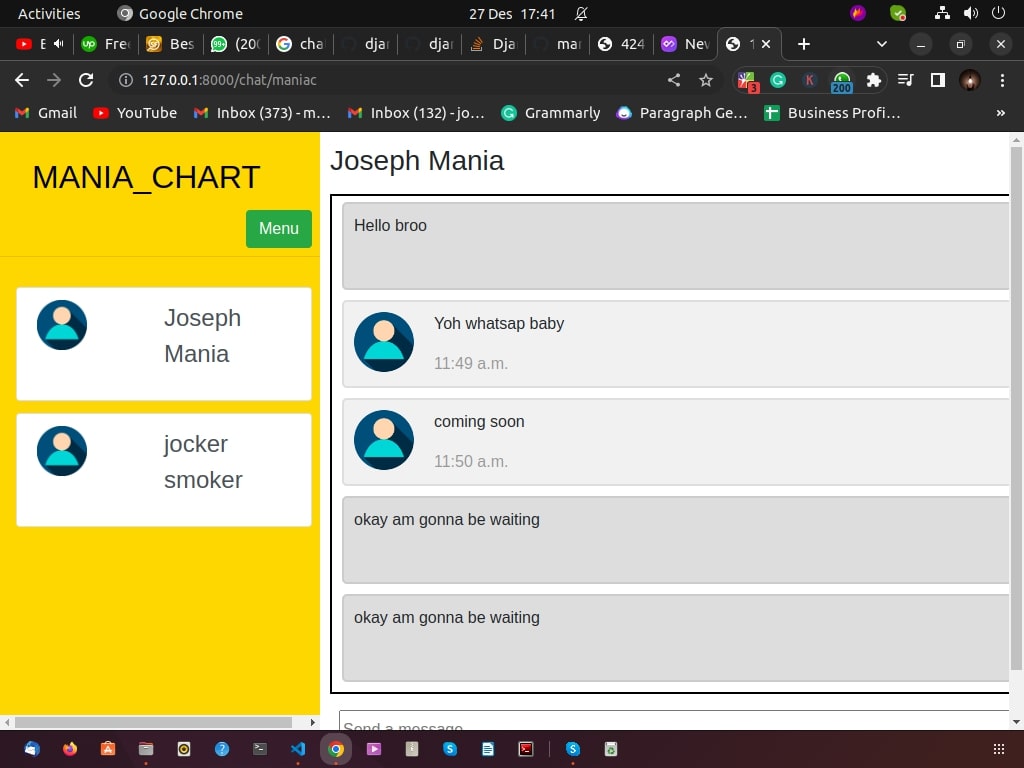 Activities
Google Chrome
27 Des 17:41
E
Free
Bes
99+ (20
cha
djan
djan
Dja
mar
424
Nev
127.0.0.1:8000/chat/maniac
K
3
200
Gmail
YouTube
Inbox (373) - m...
Inbox (132) - jo...
Grammarly
Paragraph Ge...
Business Profi...
»
MANIA_CHART
Menu
Joseph
Mania
jocker
smoker
Joseph Mania
Hello broo
Yoh whatsap baby
11:49 a.m.
coming soon
11:50 a.m.
okay am gonna be waiting
okay am gonna be waiting
Send a message